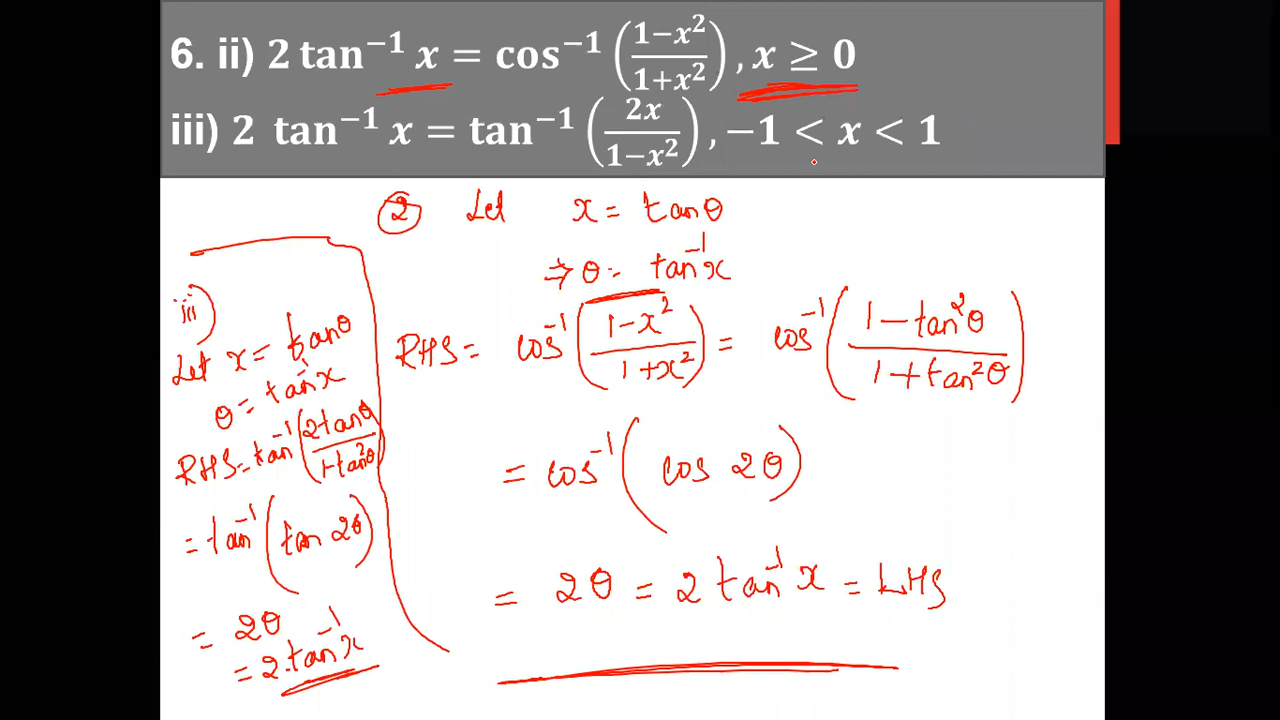 6. ii) 2 tan⁻¹ x = cos⁻¹ ((1−x²)/(1+x²)), x ≥ 0
iii) 2 tan⁻¹ x = tan⁻¹ (2x/(1−x²)), −1 < x < 1
② Let x = tanθ
⇒ θ = tan⁻¹x
RHS = cos⁻¹ ((1−x²)/(1+x²)) = cos⁻¹ ((1−tan²θ)/(1+tan²θ))
= cos⁻¹ (cos 2θ)
= 2θ = 2 tan⁻¹ x = LHS
iii)
Let x = tanθ
θ = tan⁻¹x
RHS = tan⁻¹ (2tanθ/(1−tan²θ))
= tan⁻¹ (tan 2θ)
= 2θ
= 2.tan⁻¹x